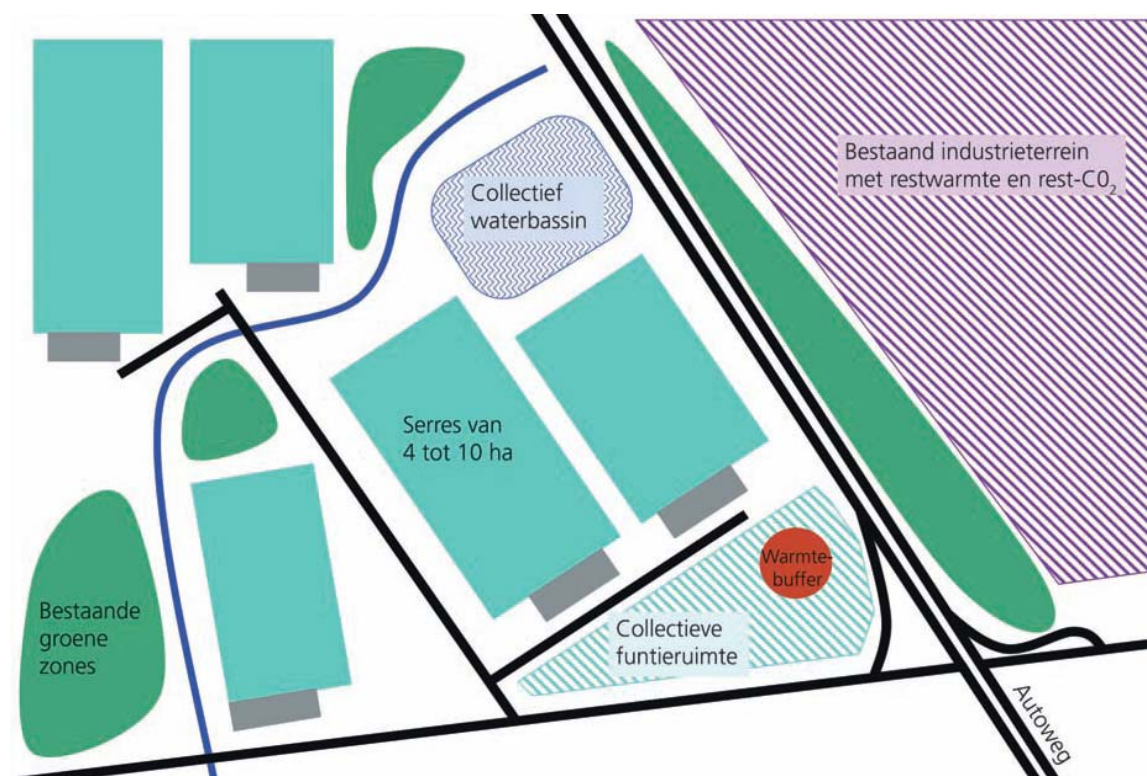 Bestaand industrieterrein
met restwarmte en rest-C0₂
Collectief
waterbassin
Serres van
4 tot 10 ha
Warmte-
buffer
Bestaande
groene
zones
Collectieve
funtieruimte
Autoweg